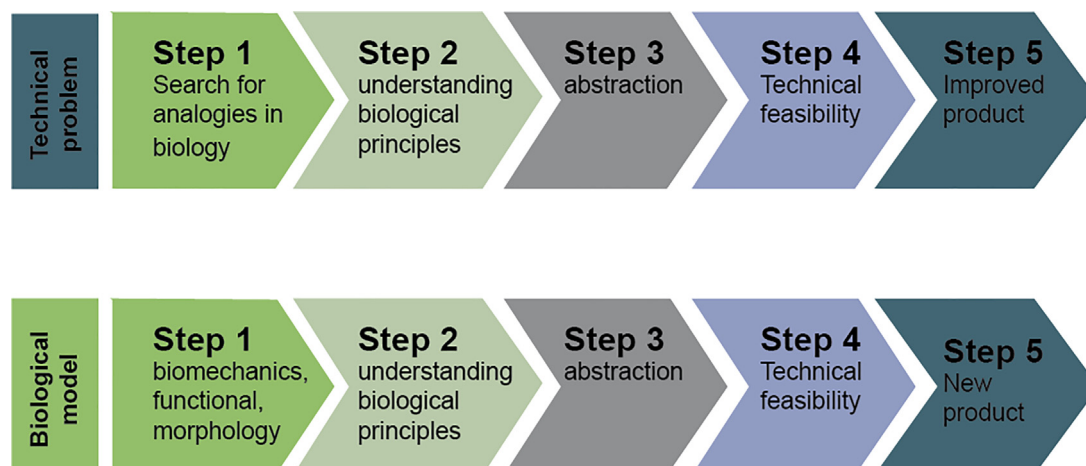 Technical
problem
Step 1
Search for
analogies in
biology
Step 2
understanding
biological
principles
Step 3
abstraction
Step 4
Technical
feasibility
Step 5
Improved
product
Biological
model
Step 1
biomechanics,
functional,
morphology
Step 2
understanding
biological
principles
Step 3
abstraction
Step 4
Technical
feasibility
Step 5
New
product